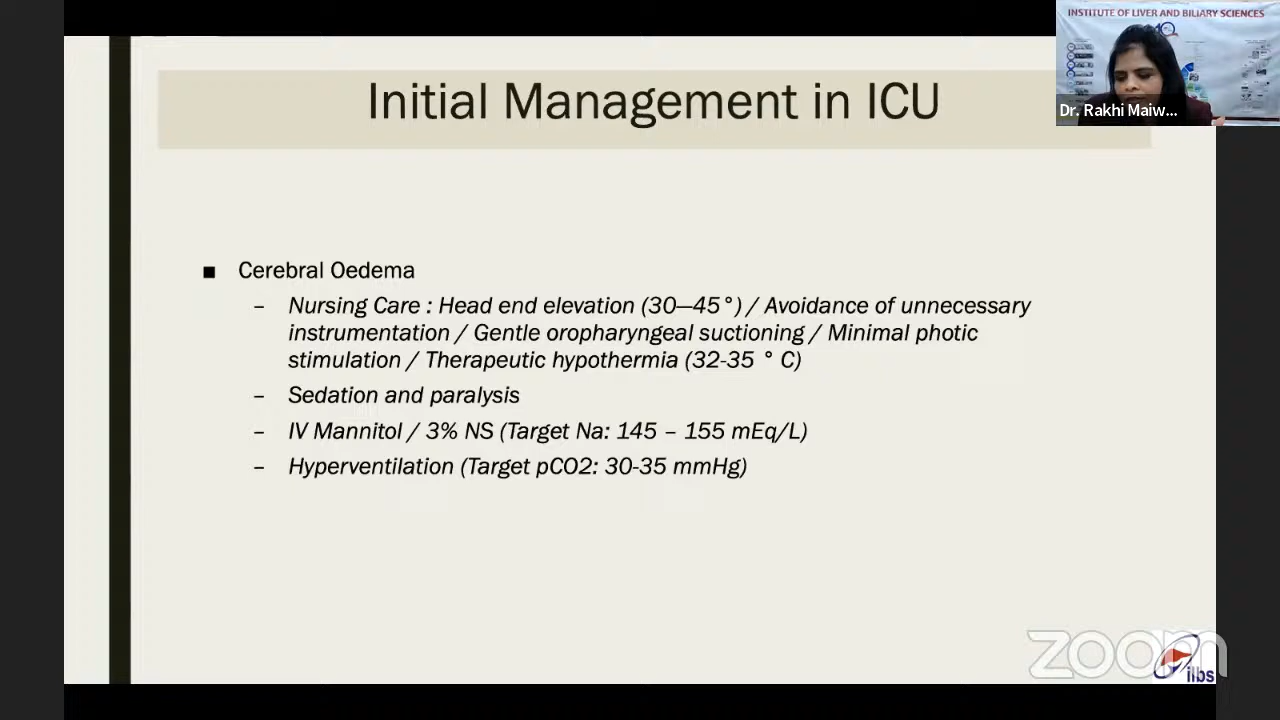 INSTITUTE OF LIVER AND BILIARY SCIENCES
Dr. Rakhi Maiw...
Initial Management in ICU
■ Cerebral Oedema
– Nursing Care : Head end elevation (30—45°) / Avoidance of unnecessary
instrumentation / Gentle oropharyngeal suctioning / Minimal photic
stimulation / Therapeutic hypothermia (32-35 ° C)
– Sedation and paralysis
– IV Mannitol / 3% NS (Target Na: 145 – 155 mEq/L)
– Hyperventilation (Target pCO2: 30-35 mmHg)
zoom
ilbs